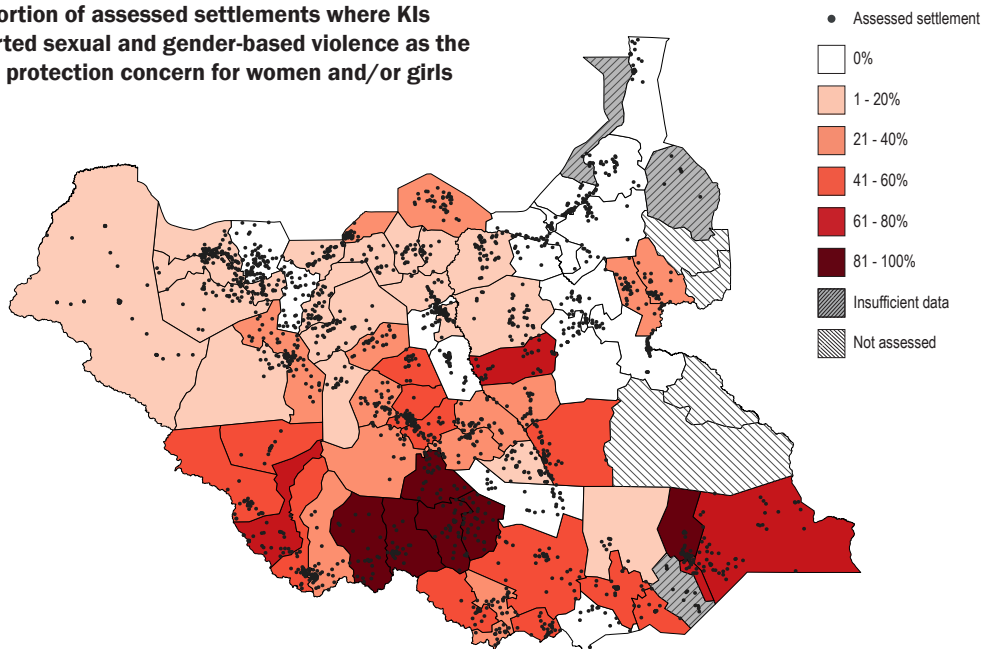 ortion of assessed settlements where KIs
rted sexual and gender-based violence as the
protection concern for women and/or girls
Assessed settlement
0%
1 - 20%
21 - 40%
41 - 60%
61 - 80%
81 - 100%
Insufficient data
Not assessed